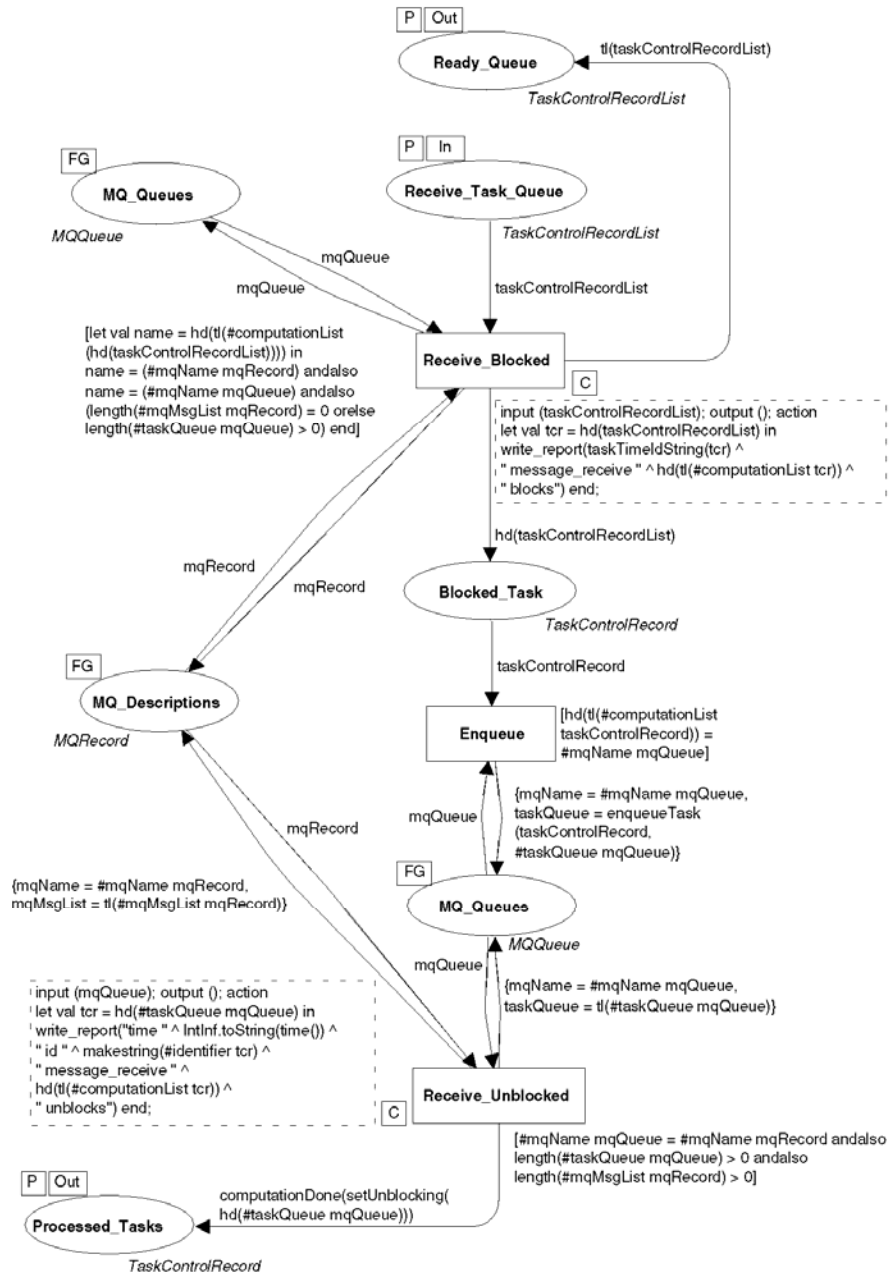 P Out
Ready_Queue
tl(taskControlRecordList)
TaskControlRecordList
FG
MQ_Queues
MQQueue
P In
Receive_Task_Queue
TaskControlRecordList
mqQueue
mqQueue
taskControlRecordList
[let val name = hd(tl(#computationList
(hd(taskControlRecordList)))) in
name = (#mqName mqRecord) andalso
name = (#mqName mqQueue) andalso
(length(#mqMsgList mqRecord) = 0 orelse
length(#taskQueue mqQueue) > 0) end]
Receive_Blocked
C
input (taskControlRecordList); output (); action
let val tcr = hd(taskControlRecordList) in
write_report(taskTimeIdString(tcr) ^
" message_receive " ^ hd(tl(#computationList tcr)) ^
" blocks") end;
hd(taskControlRecordList)
mqRecord
mqRecord
Blocked_Task
TaskControlRecord
taskControlRecord
FG
MQ_Descriptions
MQRecord
Enqueue
[hd(tl(#computationList
taskControlRecord)) =
#mqName mqQueue]
mqQueue
{mqName = #mqName mqQueue,
taskQueue = enqueueTask
(taskControlRecord,
#taskQueue mqQueue)}
mqRecord
{mqName = #mqName mqRecord,
mqMsgList = tl(#mqMsgList mqRecord)}
FG
MQ_Queues
MQQueue
mqQueue
{mqName = #mqName mqQueue,
taskQueue = tl(#taskQueue mqQueue)}
input (mqQueue); output (); action
let val tcr = hd(#taskQueue mqQueue) in
write_report("time " ^ IntInf.toString(time()) ^
" id " ^ makestring(#identifier tcr) ^
" message_receive " ^
hd(tl(#computationList tcr)) ^
" unblocks") end;
C
Receive_Unblocked
[#mqName mqQueue = #mqName mqRecord andalso
length(#taskQueue mqQueue) > 0 andalso
length(#mqMsgList mqRecord) > 0]
computationDone(setUnblocking(
hd(#taskQueue mqQueue)))
P Out
Processed_Tasks
TaskControlRecord